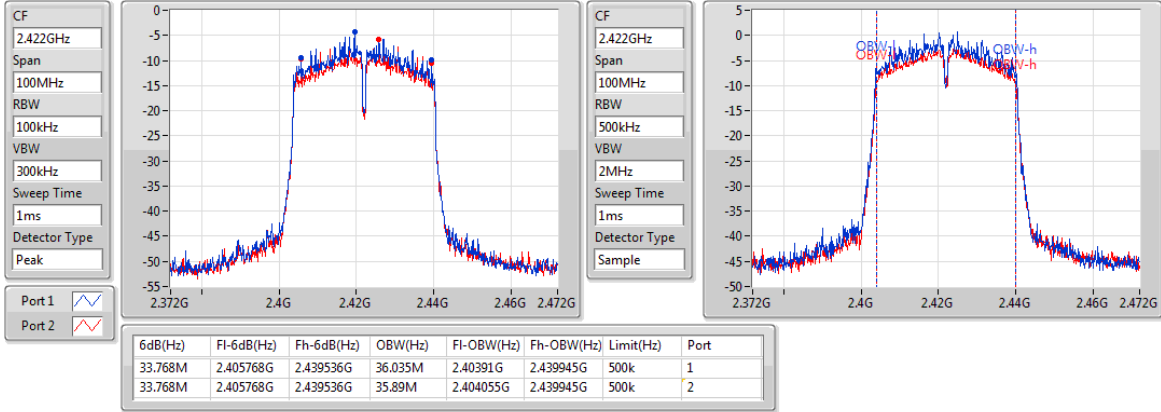 CF
2.422GHz
Span
100MHz
RBW
100kHz
VBW
300kHz
Sweep Time
1ms
Detector Type
Peak
Port 1
Port 2
0-
-5-
-10-
-15-
-20-
-25-
-30-
-35-
-40-
-45-
-50-
-55-
2.372G 2.4G 2.42G 2.44G 2.46G 2.472G
CF
2.422GHz
Span
100MHz
RBW
500kHz
VBW
2MHz
Sweep Time
1ms
Detector Type
Sample
5-
0-
-5-
-10-
-15-
-20-
-25-
-30-
-35-
-40-
-45-
-50-
OBW-h
OBW-h
2.372G 2.4G 2.42G 2.44G 2.46G 2.472G
6dB(Hz) Fl-6dB(Hz) Fh-6dB(Hz) OBW(Hz) Fl-OBW(Hz) Fh-OBW(Hz) Limit(Hz) Port
33.768M 2.405768G 2.439536G 36.035M 2.40391G 2.439945G 500k 1
33.768M 2.405768G 2.439536G 35.89M 2.404055G 2.439945G 500k 2